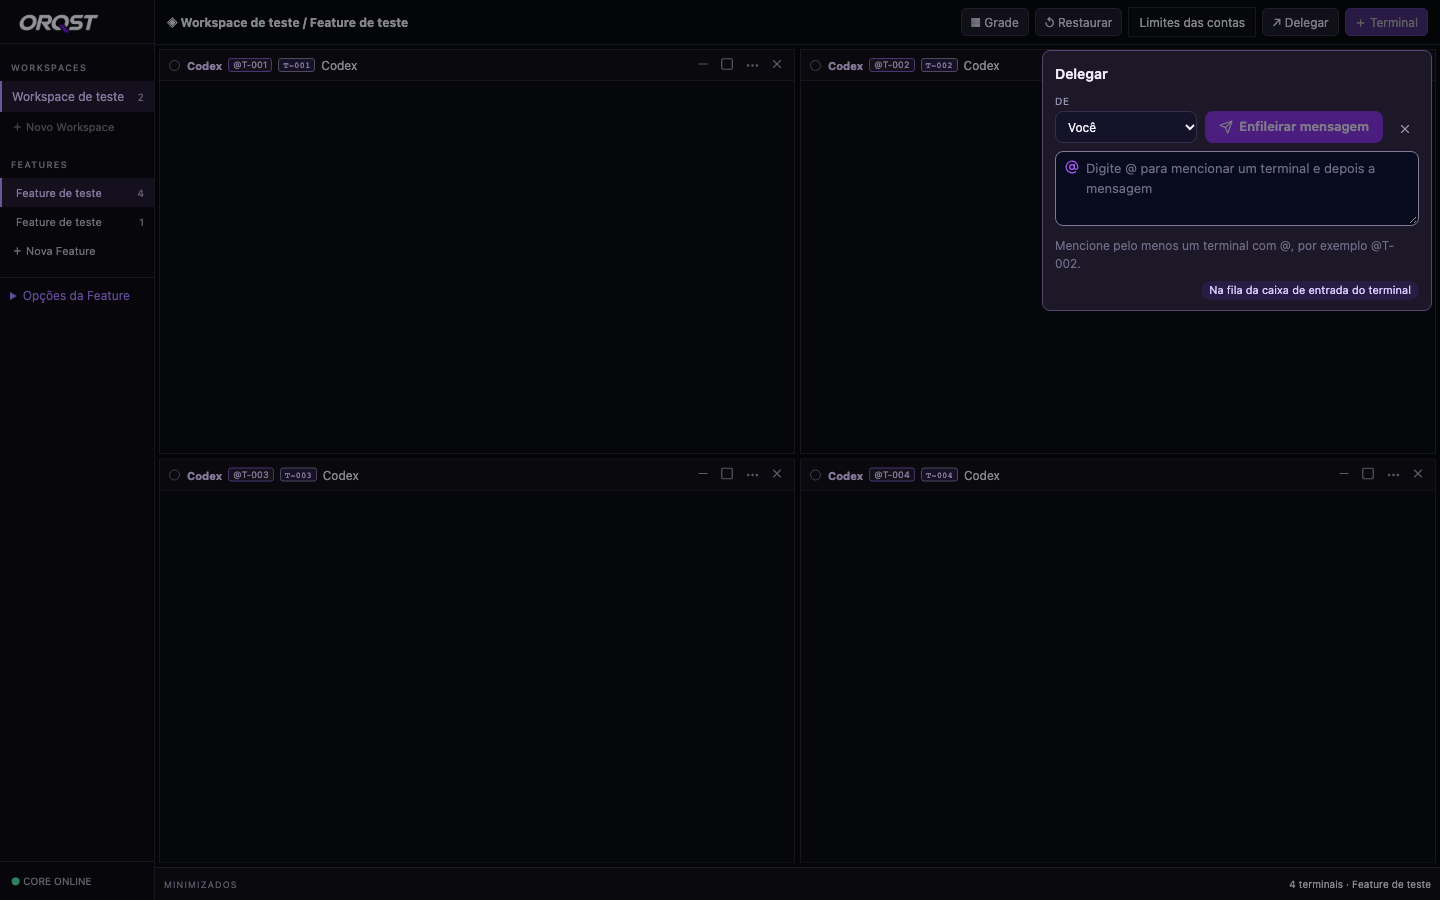 ORQST
WORKSPACES
Workspace de teste 2
+ Novo Workspace
FEATURES
Feature de teste 4
Feature de teste 1
+ Nova Feature
Opções da Feature
CORE ONLINE
Workspace de teste / Feature de teste
Grade
Restaurar
Limites das contas
Delegar
+ Terminal
Codex @T-001 T-001 Codex
Codex @T-002 T-002 Codex
Delegar
DE
Você
Enfileirar mensagem
@ Digite @ para mencionar um terminal e depois a
mensagem
Mencione pelo menos um terminal com @, por exemplo @T-
002.
Na fila da caixa de entrada do terminal
Codex @T-003 T-003 Codex
Codex @T-004 T-004 Codex
MINIMIZADOS
4 terminais · Feature de teste